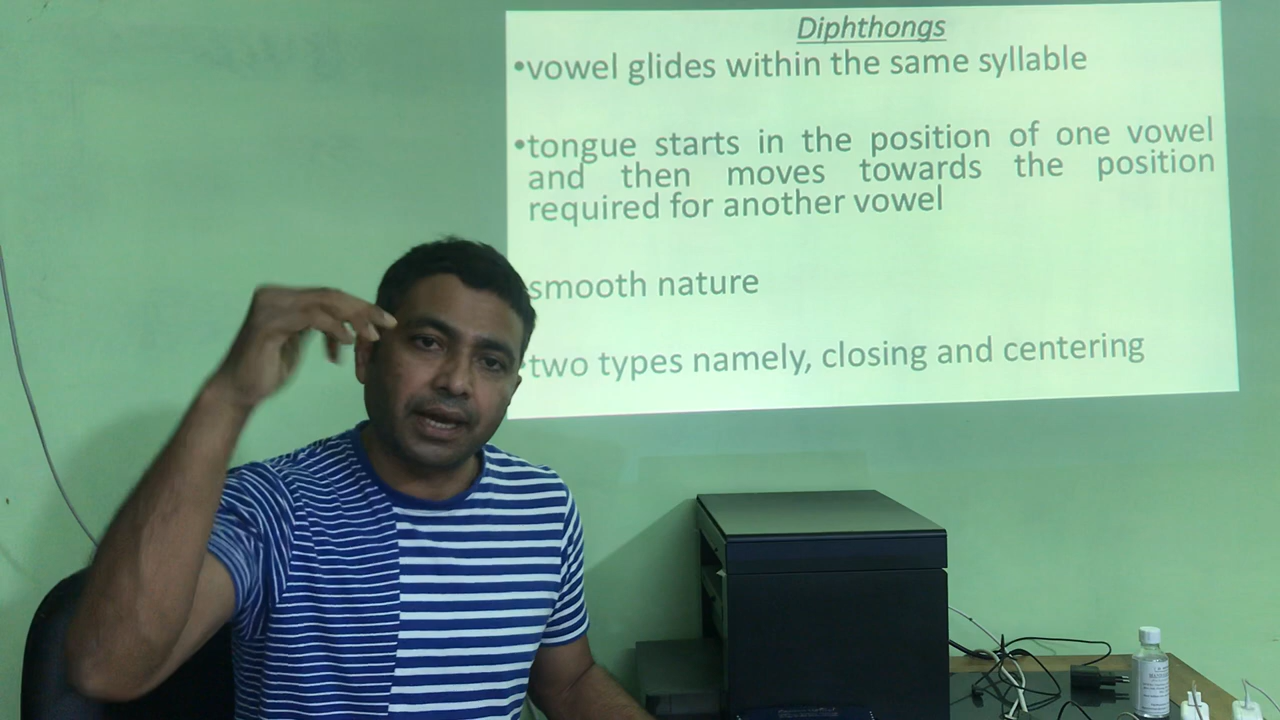 Diphthongs
•vowel glides within the same syllable
•tongue starts in the position of one vowel
and then moves towards the position
required for another vowel
smooth nature
•two types namely, closing and centering